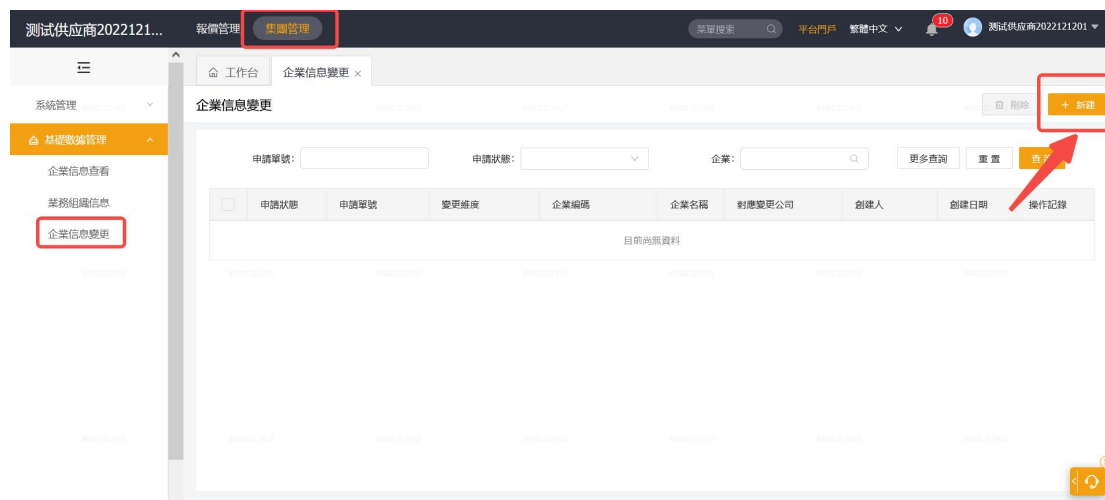 测试供应商2022121... 報價管理 集團管理 菜單搜索 平台門戶 繁體中文 10 测试供应商2022121201
工作台 企業信息變更 ×
系統管理
企業信息變更 刪除 + 新建
基礎數據管理
申請單號: 申請狀態: 企業: 更多查詢 重置 查
企業信息查看
申請狀態 申請單號 變更維度 企業編碼 企業名稱 對應變更公司 創建人 創建日期 操作記錄
業務組織信息
企業信息變更
目前尚無資料